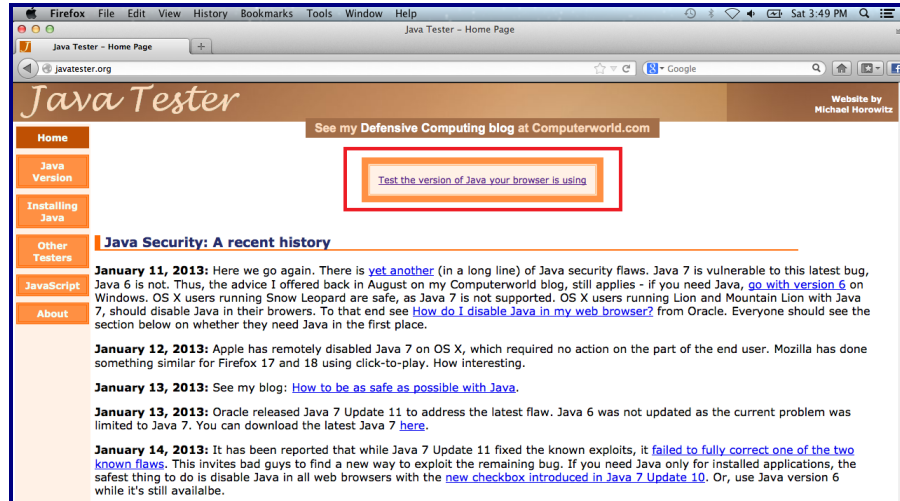 Firefox File Edit View History Bookmarks Tools Window Help Sat 3:49 PM
Java Tester – Home Page
Java Tester – Home Page
javatester.org
Google
Java Tester
Website by
Michael Horowitz
See my Defensive Computing blog at Computerworld.com
Home
Java
Version
Installing
Java
Other
Testers
JavaScript
About
Test the version of Java your browser is using
Java Security: A recent history
January 11, 2013: Here we go again. There is yet another (in a long line) of Java security flaws. Java 7 is vulnerable to this latest bug,
Java 6 is not. Thus, the advice I offered back in August on my Computerworld blog, still applies - if you need Java, go with version 6 on
Windows. OS X users running Snow Leopard are safe, as Java 7 is not supported. OS X users running Lion and Mountain Lion with Java
7, should disable Java in their browers. To that end see How do I disable Java in my web browser? from Oracle. Everyone should see the
section below on whether they need Java in the first place.
January 12, 2013: Apple has remotely disabled Java 7 on OS X, which required no action on the part of the end user. Mozilla has done
something similar for Firefox 17 and 18 using click-to-play. How interesting.
January 13, 2013: See my blog: How to be as safe as possible with Java.
January 13, 2013: Oracle released Java 7 Update 11 to address the latest flaw. Java 6 was not updated as the current problem was
limited to Java 7. You can download the latest Java 7 here.
January 14, 2013: It has been reported that while Java 7 Update 11 fixed the known exploits, it failed to fully correct one of the two
known flaws. This invites bad guys to find a new way to exploit the remaining bug. If you need Java only for installed applications, the
safest thing to do is disable Java in all web browsers with the new checkbox introduced in Java 7 Update 10. Or, use Java version 6
while it's still availalbe.